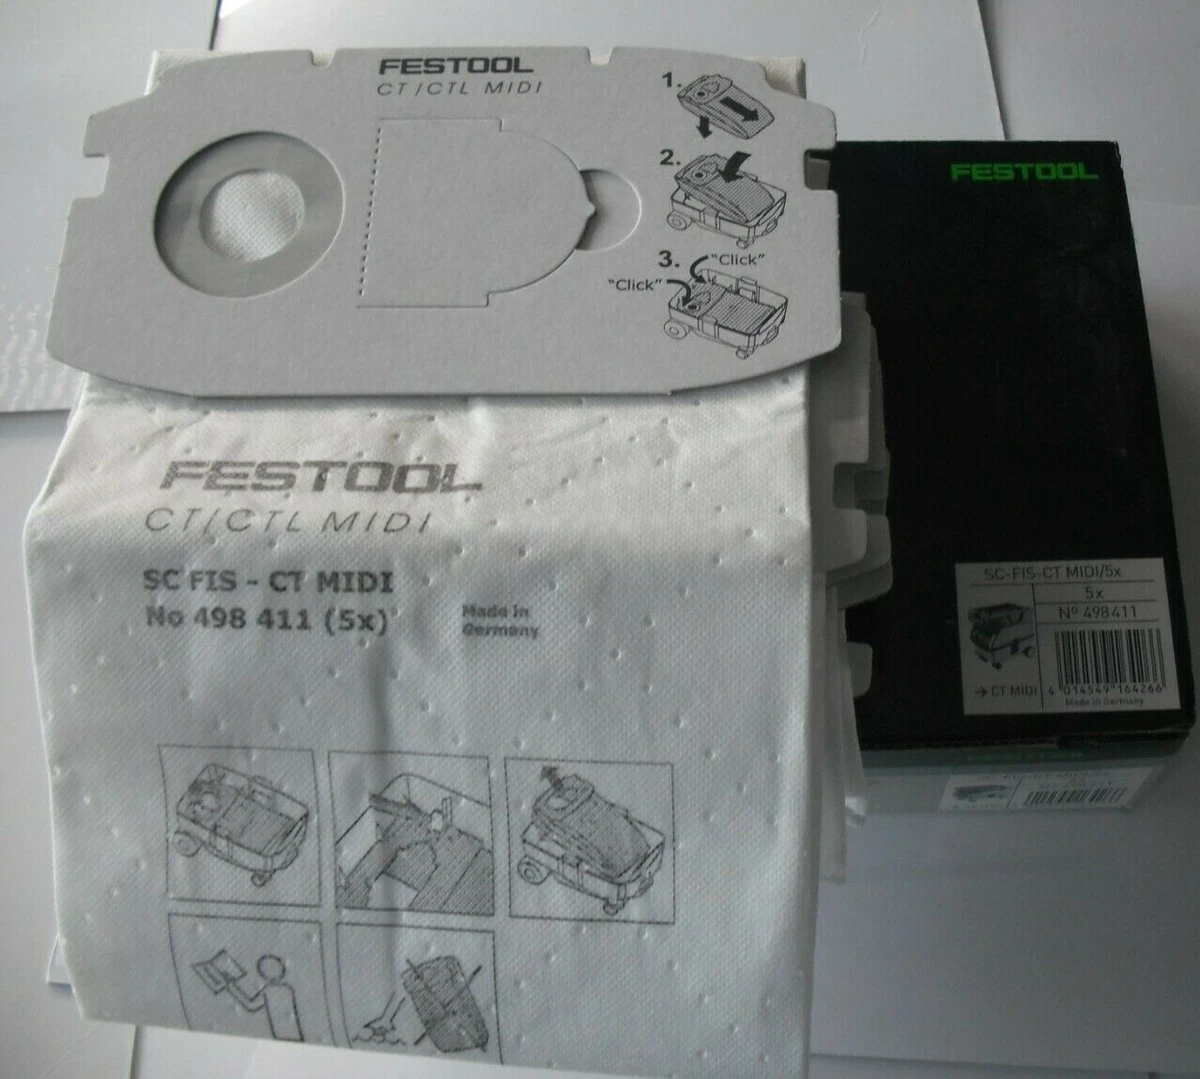 FESTOOL
CT/CTL MIDI
1.
2.
3.
"Click"
"Click"
FESTOOL
CT/CTL MIDI
SC FIS - CT MIDI
No 498 411 (5x)
Made in
Germany
FESTOOL
SC-FIS-CT MIDI/5x
5x
Nº 498411
→ CT MIDI
4 014549 164266
Made in Germany